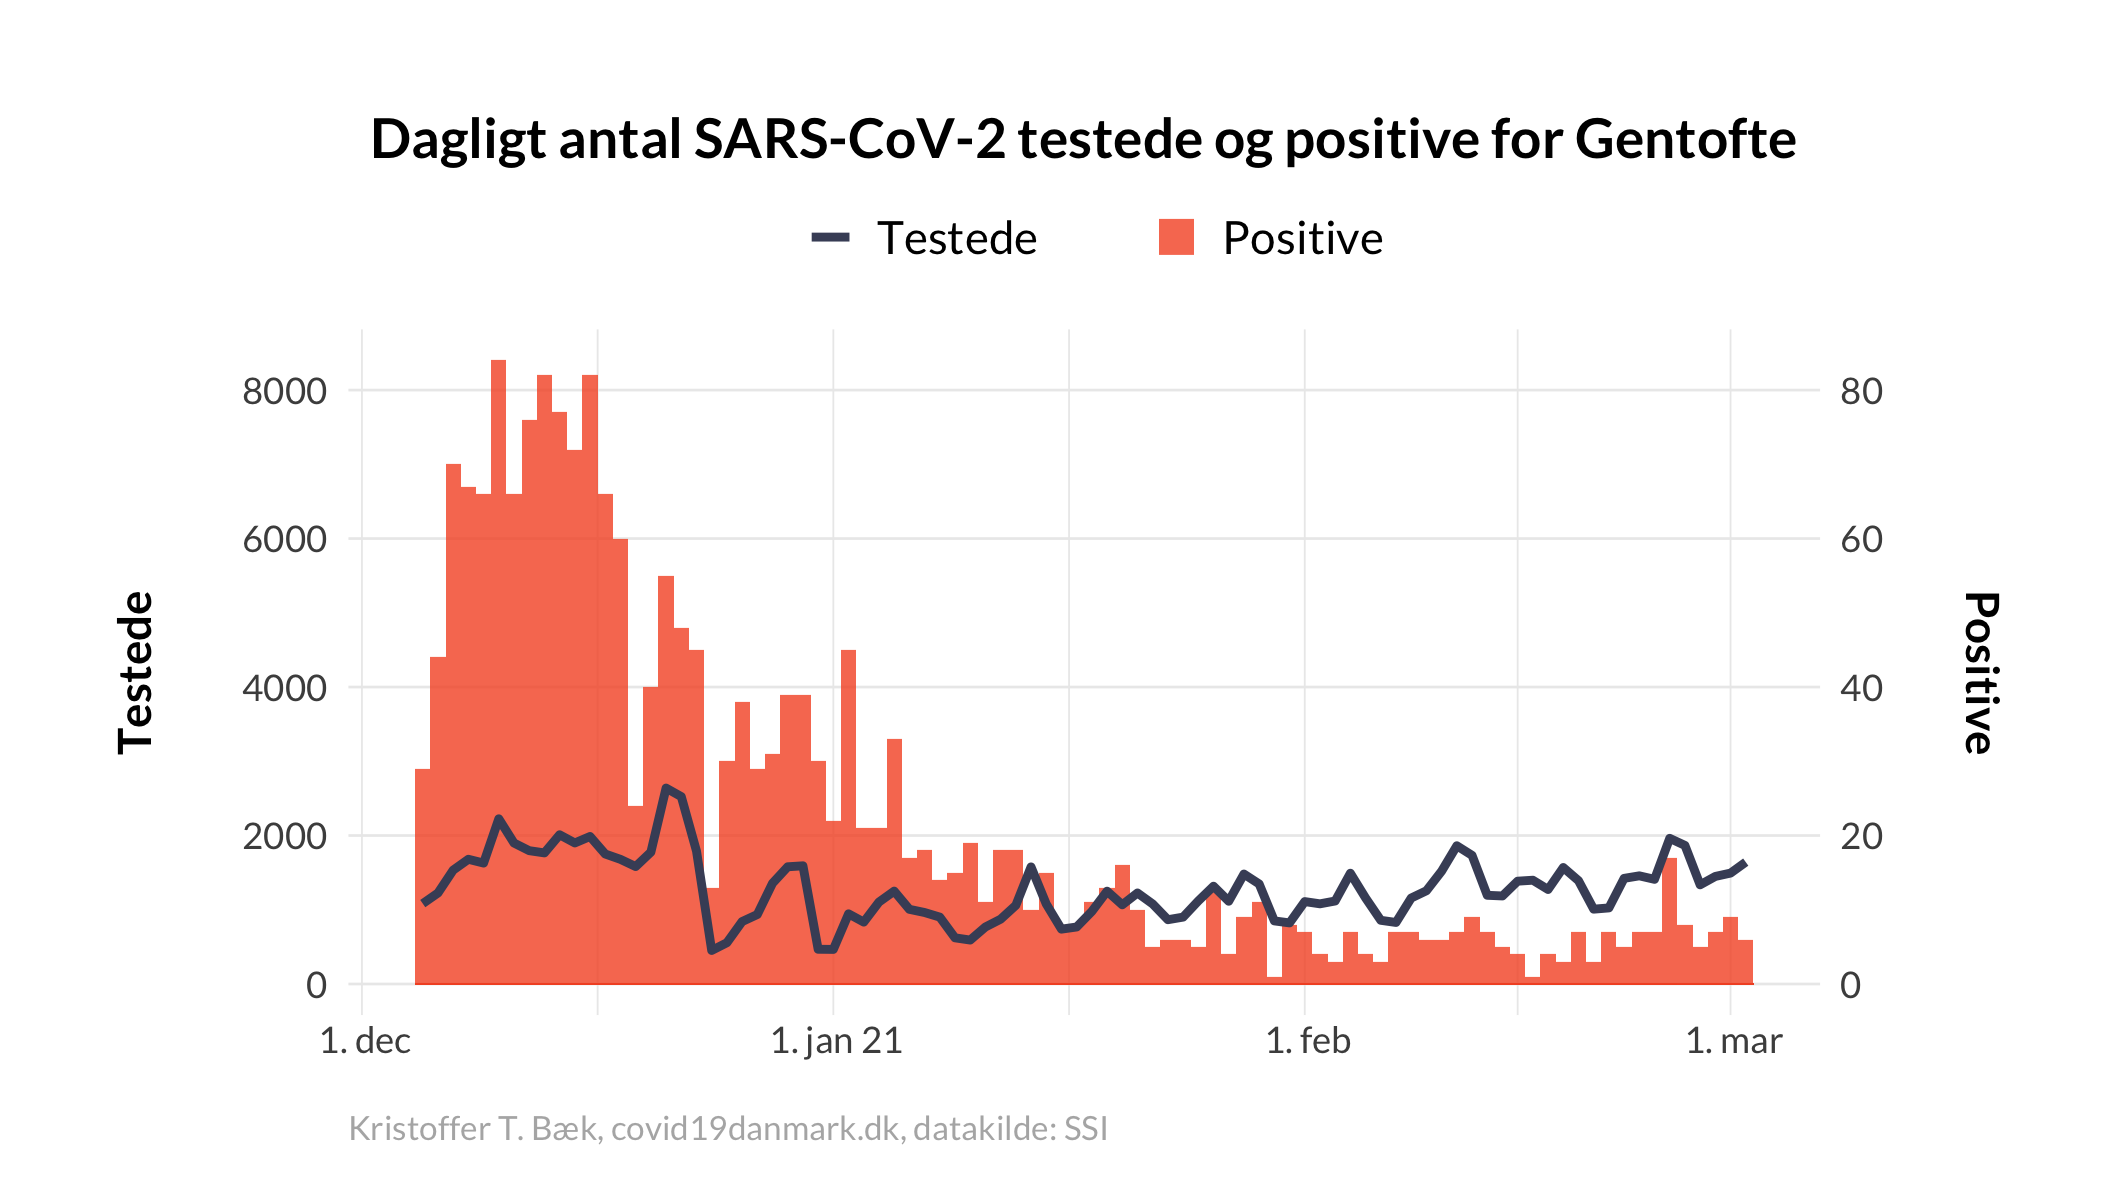 Dagligt antal SARS-CoV-2 testede og positive for Gentofte
Testede
Positive
8000
6000
4000
2000
0
80
60
40
20
0
Testede
Positive
1. dec
1. jan 21
1. feb
1. mar
Kristoffer T. Bæk, covid19danmark.dk, datakilde: SSI